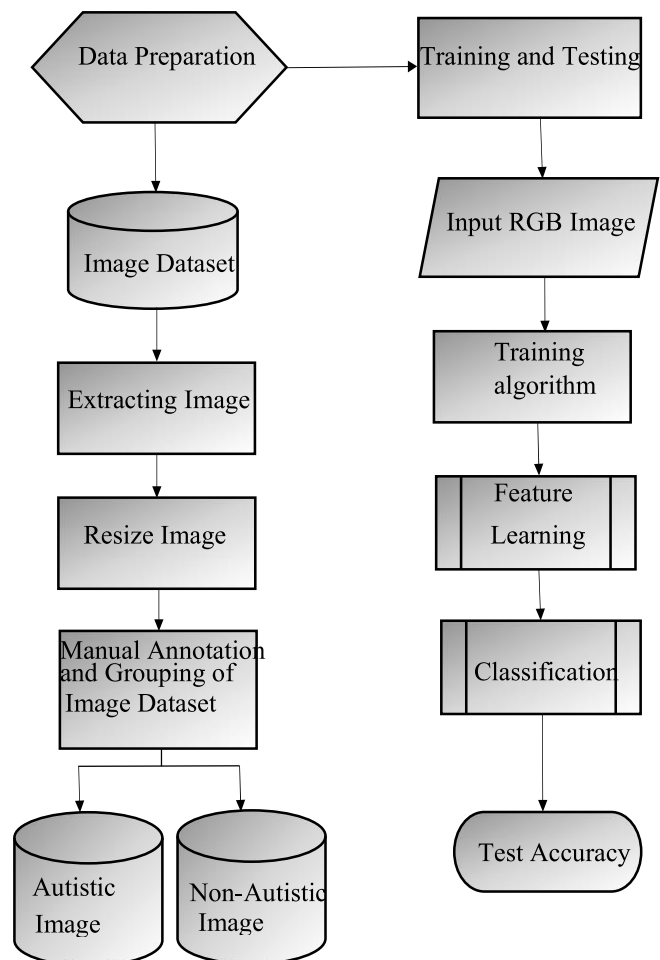 Data Preparation
Training and Testing
Image Dataset
Input RGB Image
Extracting Image
Training
algorithm
Resize Image
Feature
Learning
Manual Annotation
and Grouping of
Image Dataset
Classification
Autistic
Image
Non-Autistic
Image
Test Accuracy